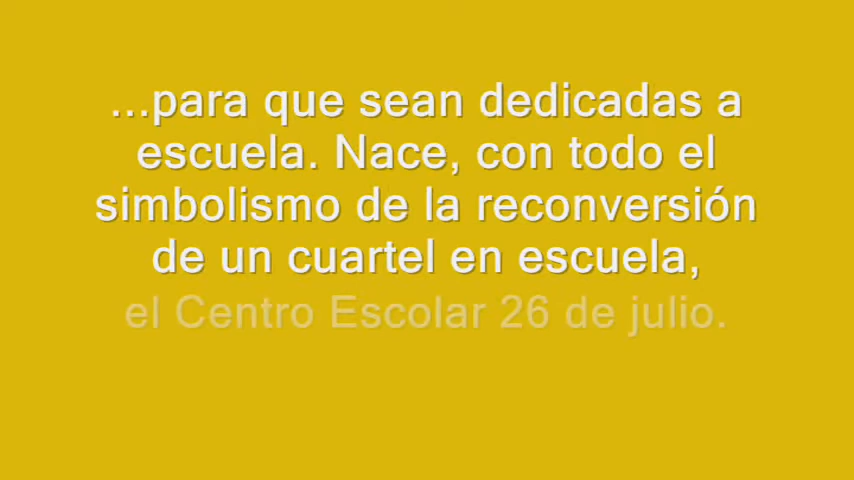 ...para que sean dedicadas a
escuela. Nace, con todo el
simbolismo de la reconversión
de un cuartel en escuela,
el Centro Escolar 26 de julio.